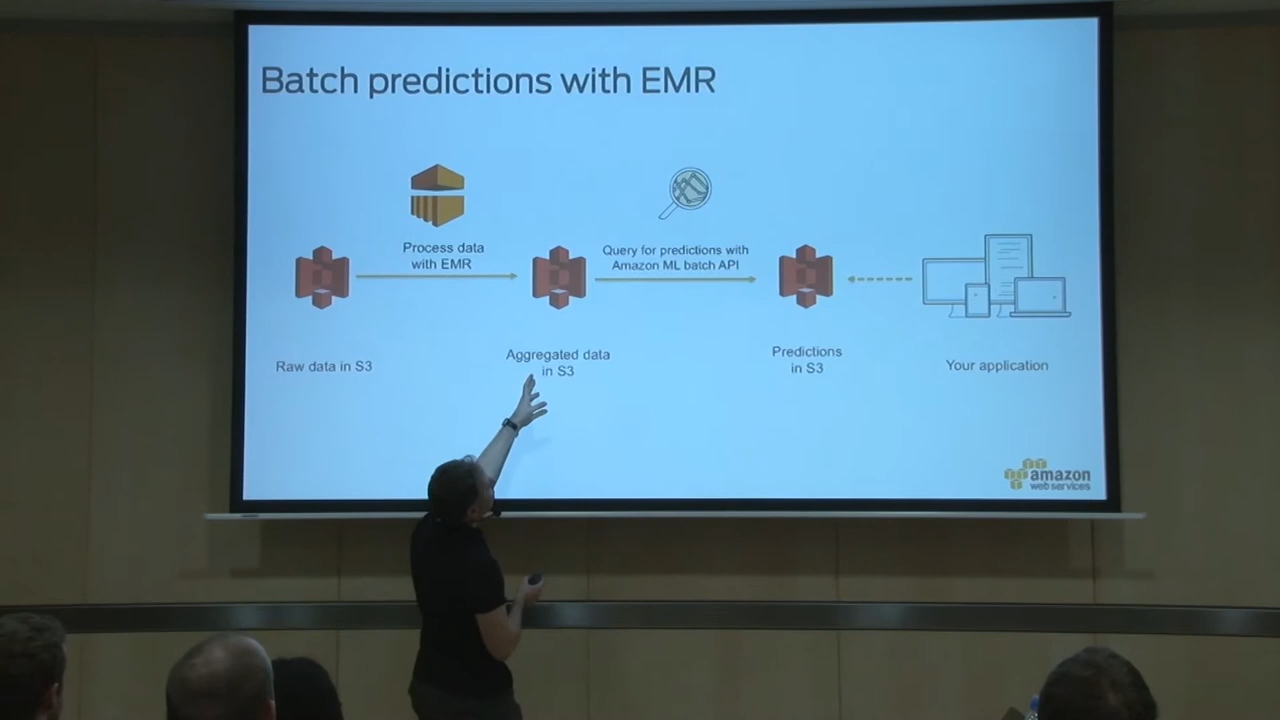 Batch predictions with EMR
Process data
with EMR
Query for predictions with
Amazon ML batch API
Raw data in S3
Aggregated data
in S3
Predictions
in S3
Your application
amazon
web services